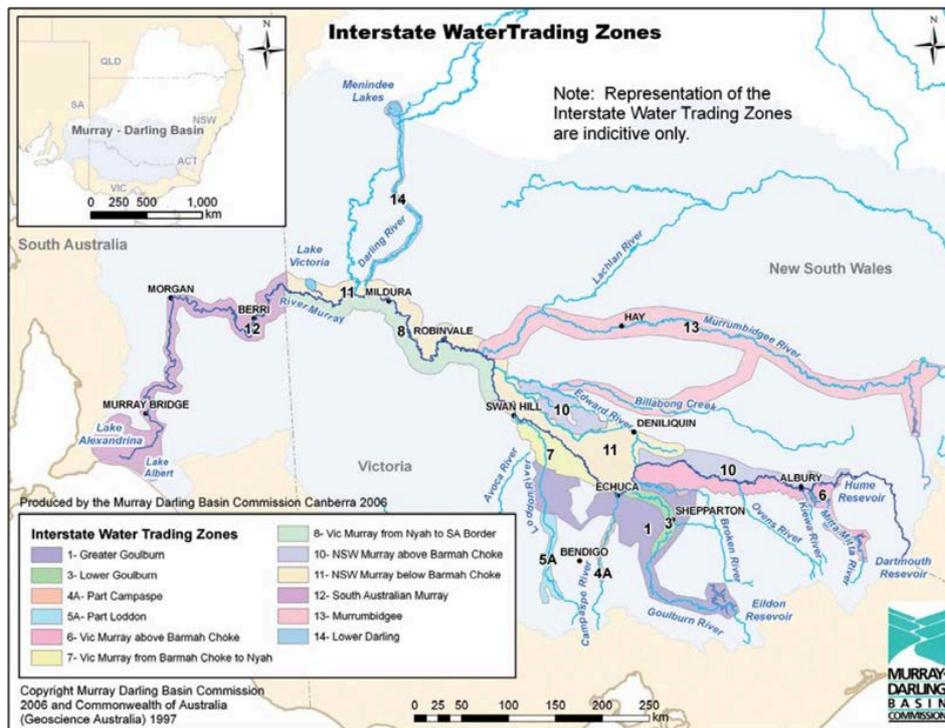 Interstate WaterTrading Zones
N
N
QLD
SA
NSW
Murray - Darling Basin
ACT
VIC
0 250 500 1,000
km
Note: Representation of the
Interstate Water Trading Zones
are indicitive only.
Menindee
Lakes
14
Darling River
South Australia
Lake
Victoria
Lachlan River
New South Wales
MORGAN
BERRI
12
River Murray
11
MILDURA
8
ROBINVALE
HAY
13
Murrumbidgee River
MURRAY BRIDGE
Lake
Alexandrina
Lake
Albert
SWAN HILL
10
Edward River
Billabong Creek
DENILIQUIN
Victoria
7
11
Avoca River
Loddon River
ECHUCA
10
ALBURY
6
Hume
Resevoir
SHEPPARTON
3
1
Kiewa River
Mitta-Mitta
River
Ovens River
Broken River
Dartmouth
Resevoir
5A
BENDIGO
4A
Campaspe River
Goulburn River
Eildon
Resevoir
Produced by the Murray Darling Basin Commission Canberra 2006
Interstate Water Trading Zones
1- Greater Goulburn
3- Lower Goulburn
4A- Part Campaspe
5A- Part Loddon
6- Vic Murray above Barmah Choke
7- Vic Murray from Barmah Choke to Nyah
8- Vic Murray from Nyah to SA Border
10- NSW Murray above Barmah Choke
11- NSW Murray below Barmah Choke
12- South Australian Murray
13- Murrumbidgee
14- Lower Darling
Copyright Murray Darling Basin Commission
2006 and Commonwealth of Australia
(Geoscience Australia) 1997
0 50 100 150 200 250
km
MURRAY-
DARLING
BASIN
COMMISSION